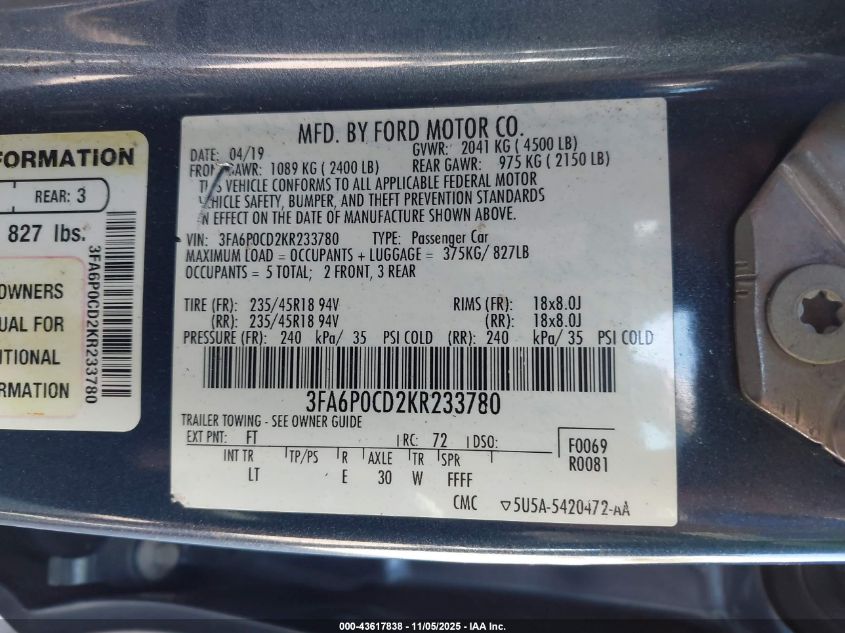 FORMATION
REAR: 3
827 lbs.
OWNERS
UAL FOR
ITIONAL
RMATION
3FA6P0CD2KR233780
MFD. BY FORD MOTOR CO.
DATE: 04/19 GVWR: 2041 KG ( 4500 LB)
FRONT GAWR: 1089 KG ( 2400 LB) REAR GAWR: 975 KG ( 2150 LB)
THIS VEHICLE CONFORMS TO ALL APPLICABLE FEDERAL MOTOR
VEHICLE SAFETY, BUMPER, AND THEFT PREVENTION STANDARDS
IN EFFECT ON THE DATE OF MANUFACTURE SHOWN ABOVE.
VIN: 3FA6P0CD2KR233780 TYPE: Passenger Car
MAXIMUM LOAD = OCCUPANTS + LUGGAGE = 375KG/ 827LB
OCCUPANTS = 5 TOTAL; 2 FRONT, 3 REAR
TIRE (FR): 235/45R18 94V RIMS (FR): 18x8.0J
(RR): 235/45R18 94V (RR): 18x8.0J
PRESSURE (FR): 240 kPa/ 35 PSI COLD (RR): 240 kPa/ 35 PSI COLD
3FA6P0CD2KR233780
TRAILER TOWING - SEE OWNER GUIDE
EXT PNT: FT RC: 72 DSO: F0069
R0081
INT TR TP/PS R AXLE TR SPR
LT E 30 W FFFF
CMC ▽5U5A-5420472-AA
000-43617838 - 11/05/2025 - IAA Inc.